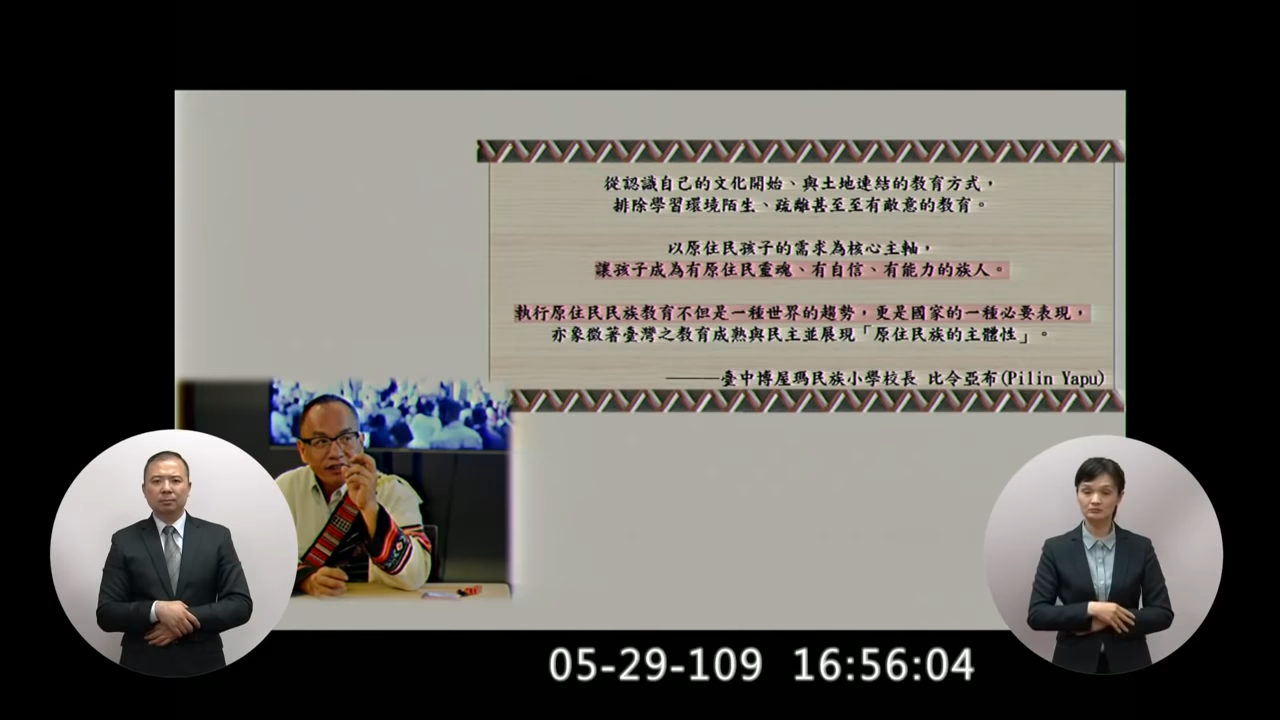 從認識自己的文化開始、與土地連結的教育方式，
排除學習環境陌生、疏離甚至至有敵意的教育。
以原住民孩子的需求為核心主軸，
讓孩子成為有原住民靈魂、有自信、有能力的族人。
執行原住民民族教育不但是一種世界的趨勢，更是國家的一種必要表現，
亦象徵著臺灣之教育成熟與民主並展現「原住民族的主體性」。
———臺中博屋瑪民族小學校長 比令亞布(Pilin Yapu)
05-29-109 16:56:04